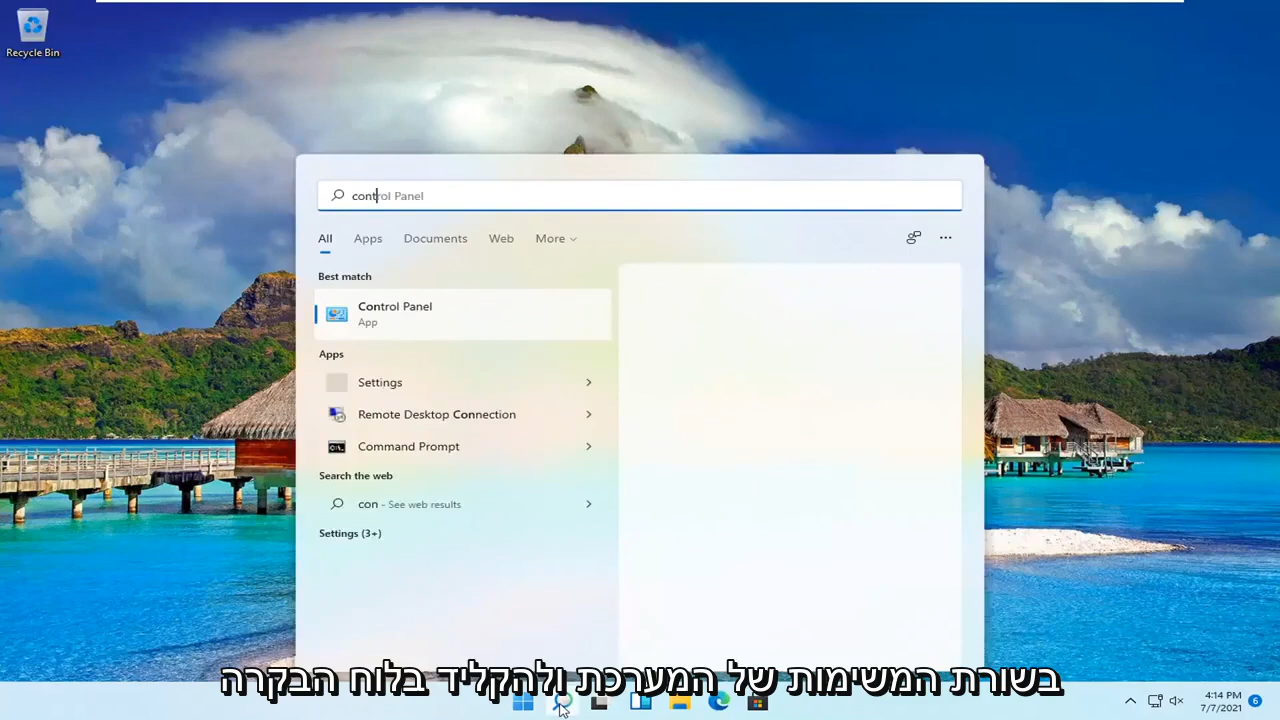 Recycle Bin
control Panel
All Apps Documents Web More
Best match
Control Panel
App
Apps
Settings
Remote Desktop Connection
Command Prompt
Search the web
con - See web results
Settings (3+)
בשורת המשימות של המערכת ולהקליד בלוח הבקרה
4:14 PM
7/7/2021
6